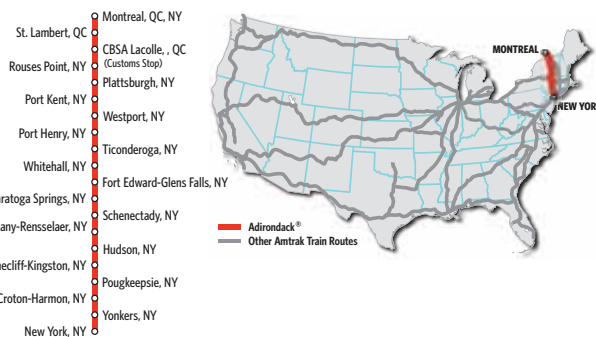 Montreal, QC, NY
St. Lambert, QC
CBSA Lacolle, , QC
(Customs Stop)
Rouses Point, NY
Plattsburgh, NY
Port Kent, NY
Westport, NY
Port Henry, NY
Ticonderoga, NY
Whitehall, NY
Fort Edward-Glens Falls, NY
ratoga Springs, NY
Schenectady, NY
any-Rensselaer, NY
Hudson, NY
necliff-Kingston, NY
Pougkeepsie, NY
Croton-Harmon, NY
Yonkers, NY
New York, NY
MONTREAL
NEW YOR
Adirondack®
Other Amtrak Train Routes